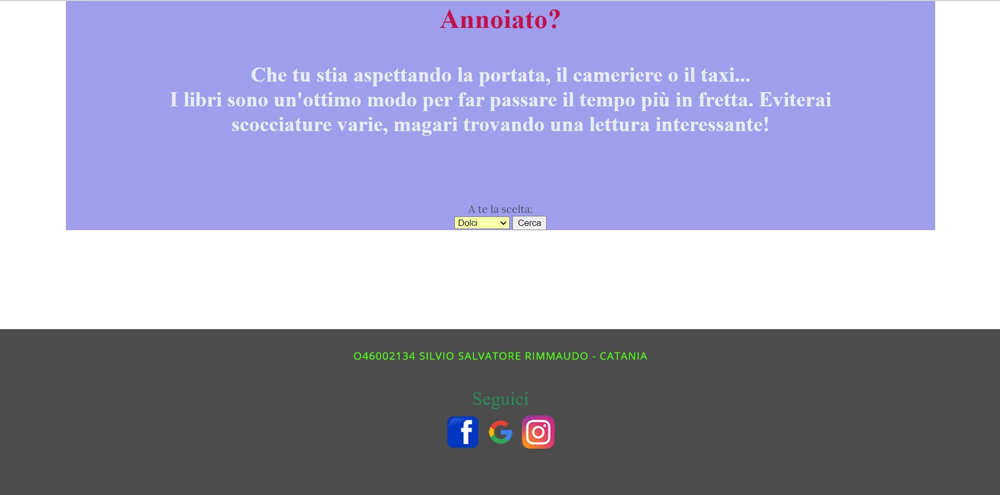 Annoiato?
Che tu stia aspettando la portata, il cameriere o il taxi...
I libri sono un'ottimo modo per far passare il tempo più in fretta. Eviterai
scocciature varie, magari trovando una lettura interessante!
A te la scelta:
Dolci Cerca
O46002134 SILVIO SALVATORE RIMMAUDO - CATANIA
Seguici